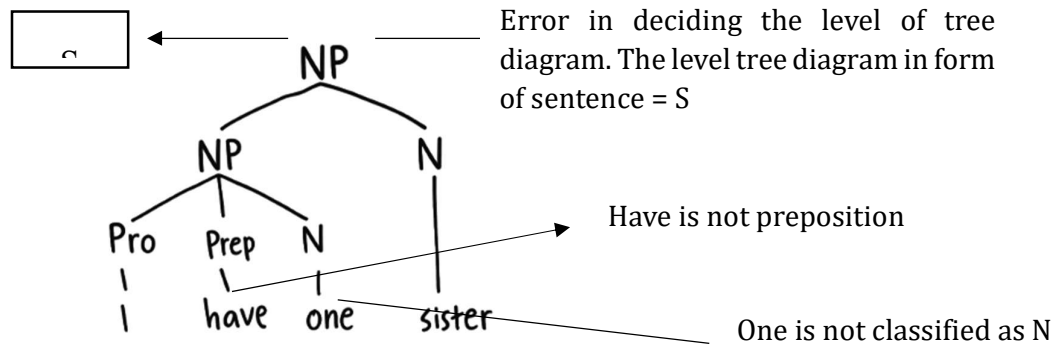 Error in deciding the level of tree
diagram. The level tree diagram in form
of sentence = S
NP
NP N
Pro Prep N
Have is not preposition
I have one sister
One is not classified as N